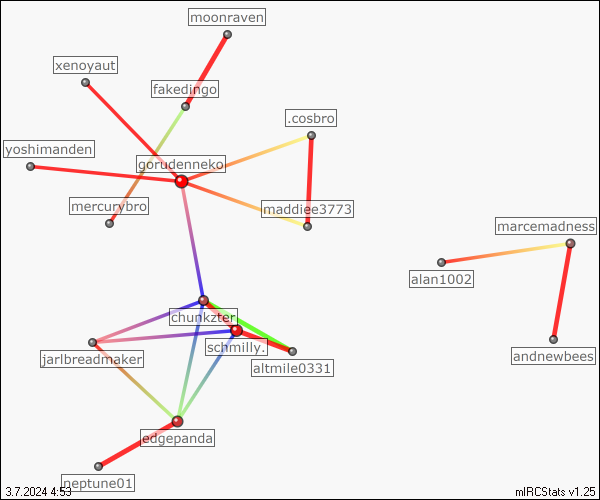 moonraven
xenoyaut
fakedingo
.cosbro
yoshimanden
gorudenneko
mercurybro
maddiee3773
marcemadness
alan1002
chunkzter
schmilly.
jarlbreadmaker
altmile0331
andnewbees
edgepanda
neptune01
3.7.2024 4:53
mIRCStats v1.25